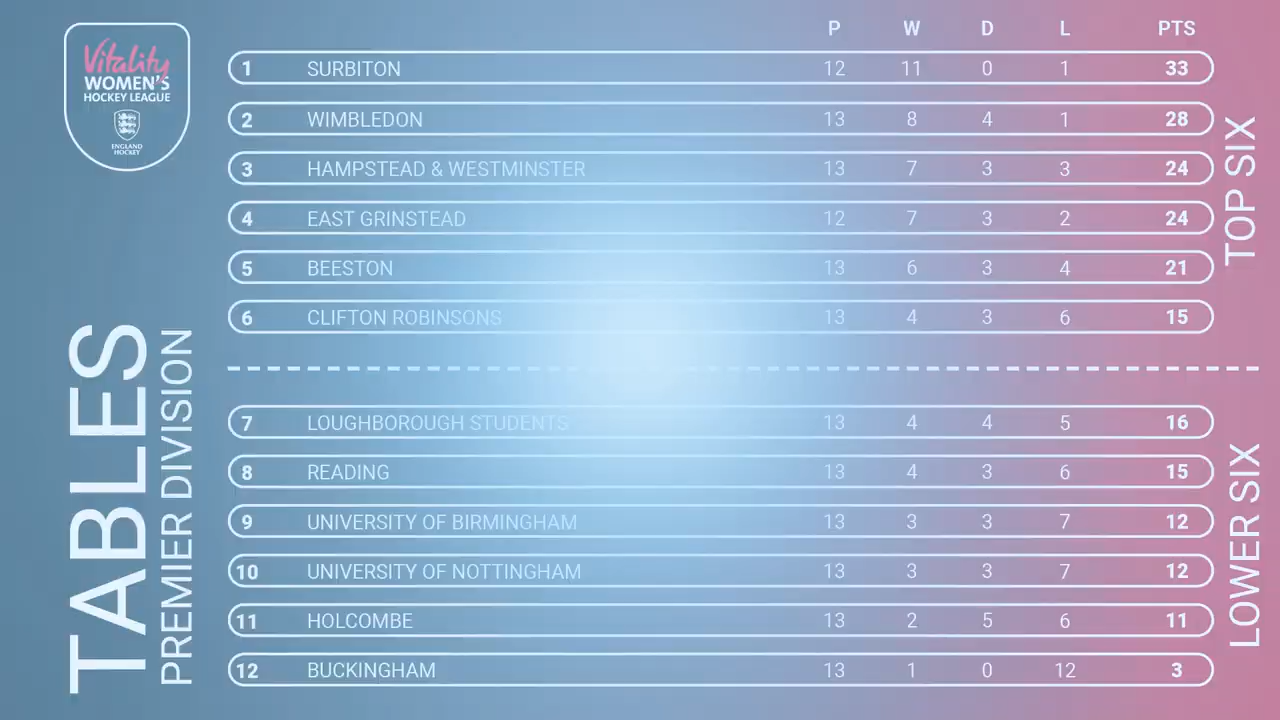 Vitality
WOMEN'S
HOCKEY LEAGUE
ENGLAND
HOCKEY
TABLES
PREMIER DIVISION
P W D L PTS
1 SURBITON 12 11 0 1 33
2 WIMBLEDON 13 8 4 1 28
3 HAMPSTEAD & WESTMINSTER 13 7 3 3 24
4 EAST GRINSTEAD 12 7 3 2 24
5 BEESTON 13 6 3 4 21
6 CLIFTON ROBINSONS 13 4 3 6 15
TOP SIX
7 LOUGHBOROUGH STUDENTS 13 4 4 5 16
8 READING 13 4 3 6 15
9 UNIVERSITY OF BIRMINGHAM 13 3 3 7 12
10 UNIVERSITY OF NOTTINGHAM 13 3 3 7 12
11 HOLCOMBE 13 2 5 6 11
12 BUCKINGHAM 13 1 0 12 3
LOWER SIX